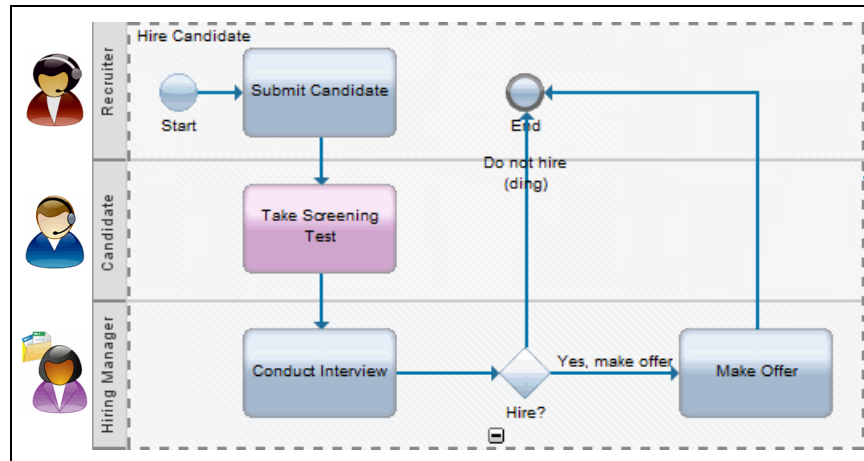 Hire Candidate
Recruiter
Submit Candidate
Start
End
Do not hire
(ding)
Candidate
Take Screening
Test
Hiring Manager
Conduct Interview
Yes, make offer
Make Offer
Hire?